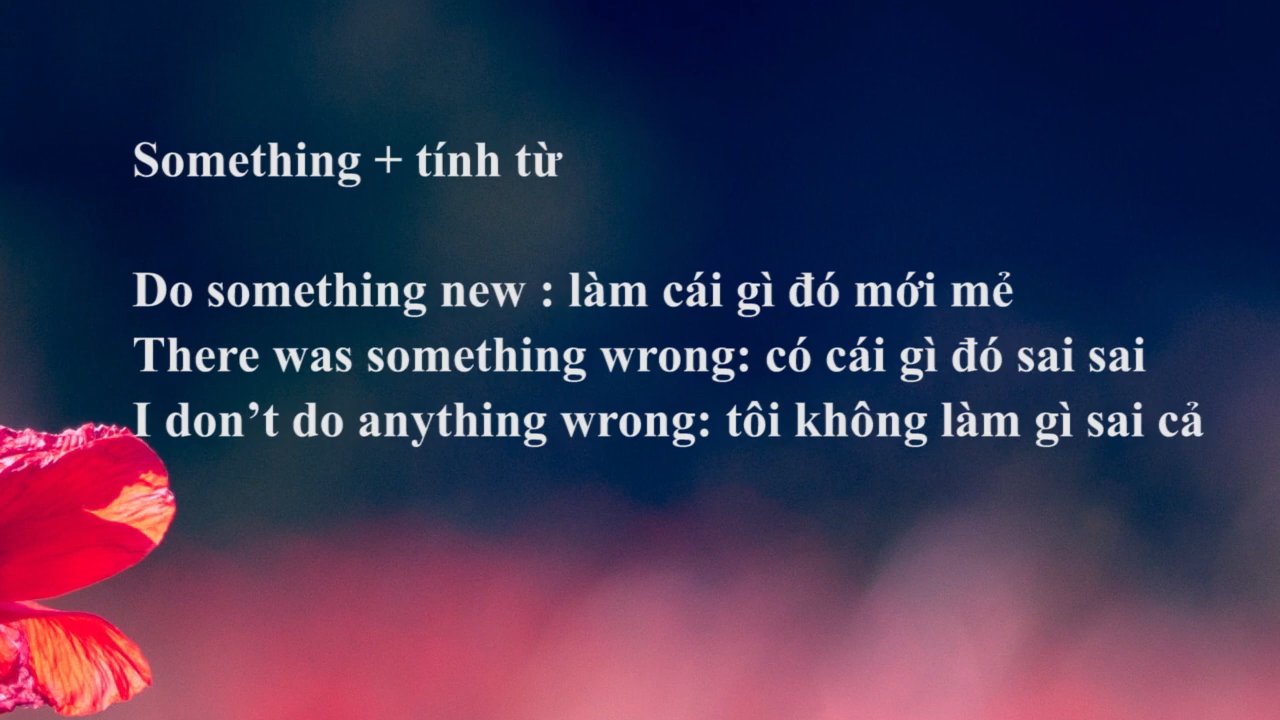 Something + tính từ
Do something new : làm cái gì đó mới mẻ
There was something wrong: có cái gì đó sai sai
I don’t do anything wrong: tôi không làm gì sai cả